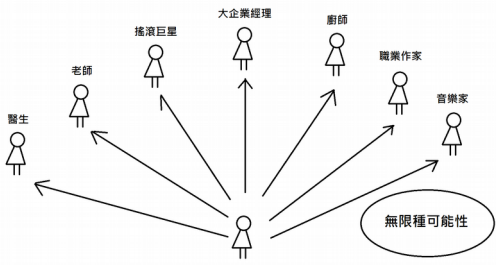 大企業經理
搖滾巨星
廚師
老師
職業作家
醫生
音樂家
無限種可能性